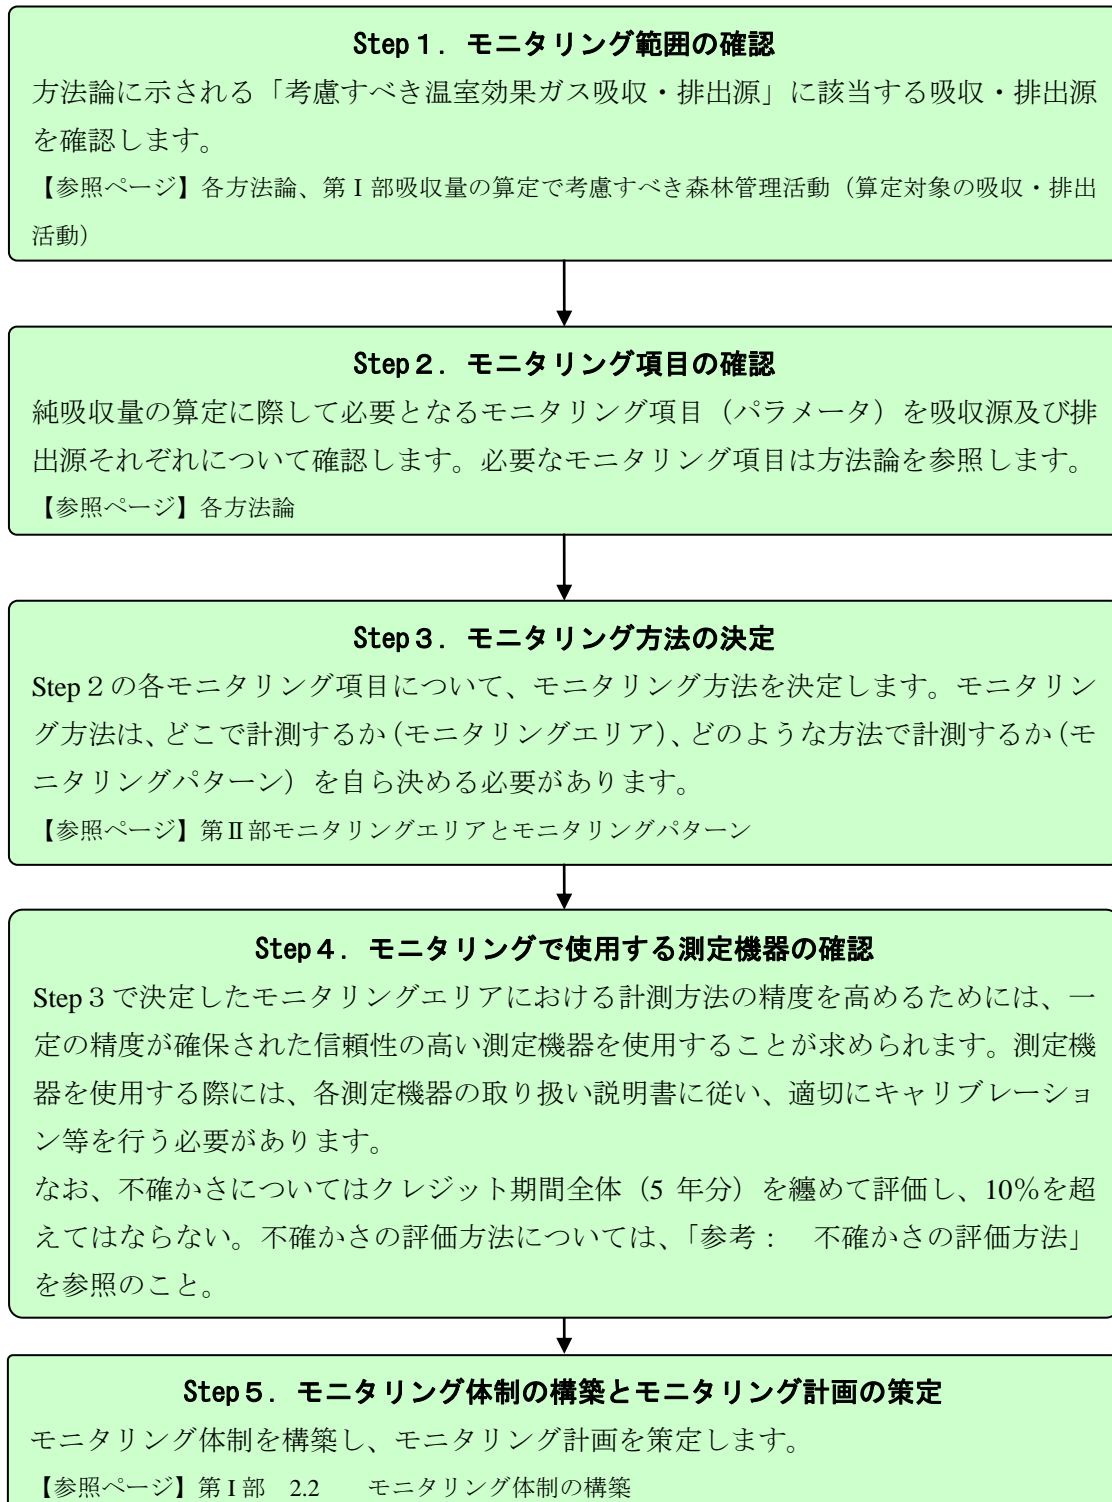 Step１．モニタリング範囲の確認
方法論に示される「考慮すべき温室効果ガス吸収・排出源」に該当する吸収・排出源
を確認します。
【参照ページ】各方法論、第Ⅰ部吸収量の算定で考慮すべき森林管理活動（算定対象の吸収・排出
活動）
Step２．モニタリング項目の確認
純吸収量の算定に際して必要となるモニタリング項目（パラメータ）を吸収源及び排
出源それぞれについて確認します。必要なモニタリング項目は方法論を参照します。
【参照ページ】各方法論
Step３．モニタリング方法の決定
Step２の各モニタリング項目について、モニタリング方法を決定します。モニタリン
グ方法は、どこで計測するか（モニタリングエリア）、どのような方法で計測するか（モ
ニタリングパターン）を自ら決める必要があります。
【参照ページ】第Ⅱ部モニタリングエリアとモニタリングパターン
Step４．モニタリングで使用する測定機器の確認
Step３で決定したモニタリングエリアにおける計測方法の精度を高めるためには、一
定の精度が確保された信頼性の高い測定機器を使用することが求められます。測定機
器を使用する際には、各測定機器の取り扱い説明書に従い、適切にキャリブレーショ
ン等を行う必要があります。
なお、不確かさについてはクレジット期間全体（5 年分）を纏めて評価し、10％を超
えてはならない。不確かさの評価方法については、「参考：　不確かさの評価方法」
を参照のこと。
Step５．モニタリング体制の構築とモニタリング計画の策定
モニタリング体制を構築し、モニタリング計画を策定します。
【参照ページ】第Ⅰ部　2.2　　モニタリング体制の構築